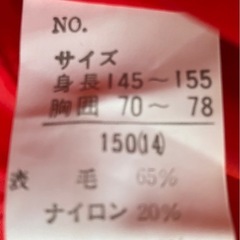 NO.
サイズ
身長145～155
胸囲 70～ 78
150(14)
表 毛 65%
ナイロン 20%